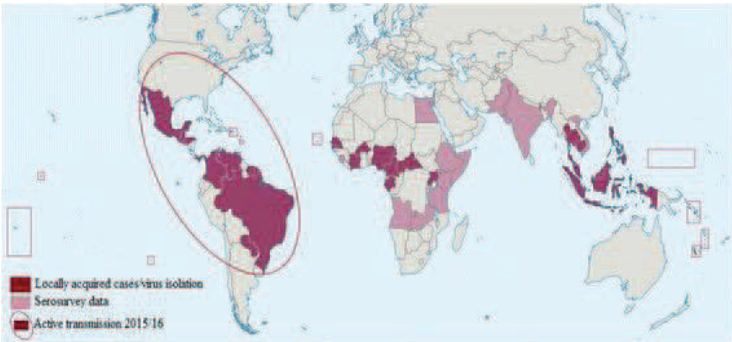 Locally acquired cases/virus isolation
Serosurvey data
Active transmission 2015/16